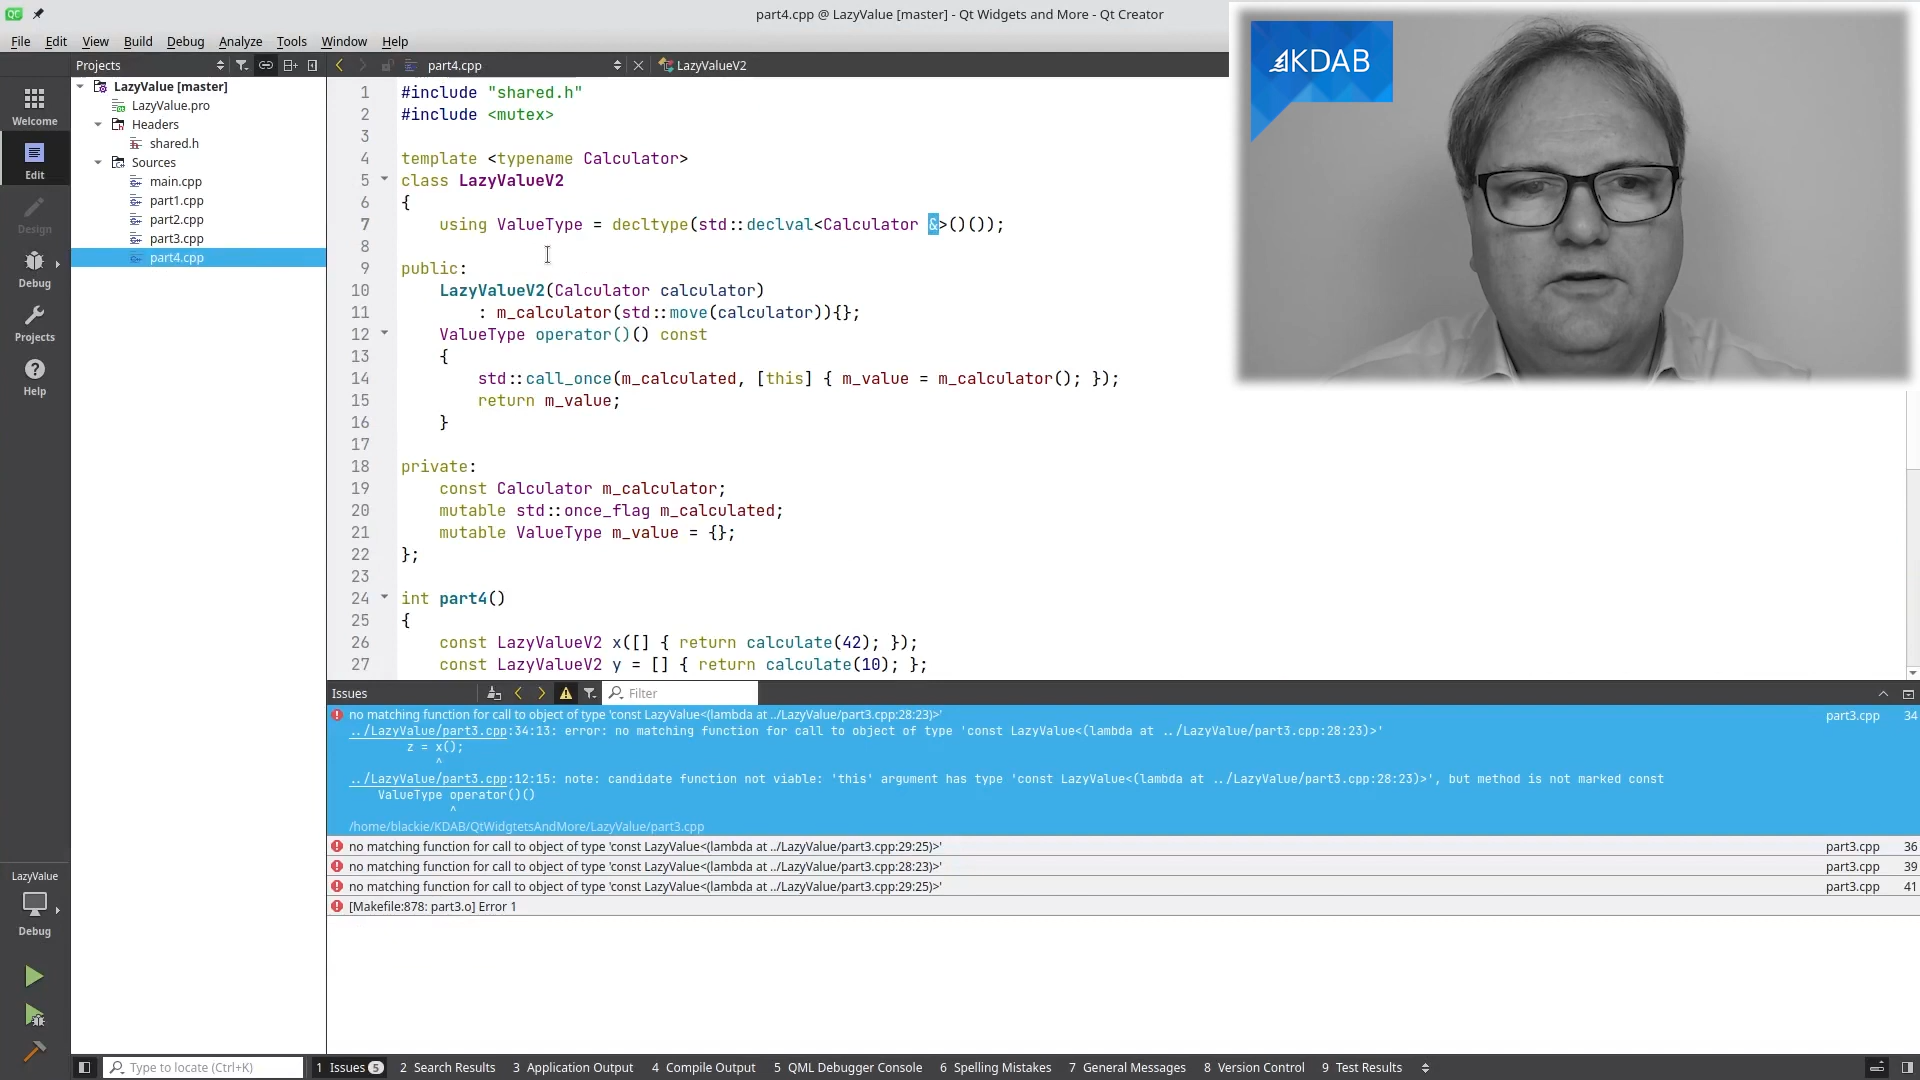 part4.cpp @ LazyValue [master] - Qt Widgets and More - Qt Creator
File Edit View Build Debug Analyze Tools Window Help
Projects
part4.cpp
LazyValueV2
KDAB
Welcome
Edit
Design
Debug
Projects
Help
LazyValue
Debug
LazyValue [master]
LazyValue.pro
Headers
shared.h
Sources
main.cpp
part1.cpp
part2.cpp
part3.cpp
part4.cpp
1 #include "shared.h"
2 #include <mutex>
3
4 template <typename Calculator>
5 class LazyValueV2
6 {
7 using ValueType = decltype(std::declval<Calculator &>()());
8
9 public:
10 LazyValueV2(Calculator calculator)
11 : m_calculator(std::move(calculator)){};
12 ValueType operator()() const
13 {
14 std::call_once(m_calculated, [this] { m_value = m_calculator(); });
15 return m_value;
16 }
17
18 private:
19 const Calculator m_calculator;
20 mutable std::once_flag m_calculated;
21 mutable ValueType m_value = {};
22 };
23
24 int part4()
25 {
26 const LazyValueV2 x([] { return calculate(42); });
27 const LazyValueV2 y = [] { return calculate(10); };
Issues
Filter
no matching function for call to object of type 'const LazyValue<(lambda at ../LazyValue/part3.cpp:28:23)>' part3.cpp 34
../LazyValue/part3.cpp:34:13: error: no matching function for call to object of type 'const LazyValue<(lambda at ../LazyValue/part3.cpp:28:23)>'
z = x();
^
../LazyValue/part3.cpp:12:15: note: candidate function not viable: 'this' argument has type 'const LazyValue<(lambda at ../LazyValue/part3.cpp:28:23)>', but method is not marked const
ValueType operator()()
^
/home/blackie/KDAB/QtWidgtetsAndMore/LazyValue/part3.cpp
no matching function for call to object of type 'const LazyValue<(lambda at ../LazyValue/part3.cpp:29:25)>' part3.cpp 36
no matching function for call to object of type 'const LazyValue<(lambda at ../LazyValue/part3.cpp:28:23)>' part3.cpp 39
no matching function for call to object of type 'const LazyValue<(lambda at ../LazyValue/part3.cpp:29:25)>' part3.cpp 41
[Makefile:878: part3.o] Error 1
Type to locate (Ctrl+K) 1 Issues 5 2 Search Results 3 Application Output 4 Compile Output 5 QML Debugger Console 6 Spelling Mistakes 7 General Messages 8 Version Control 9 Test Results